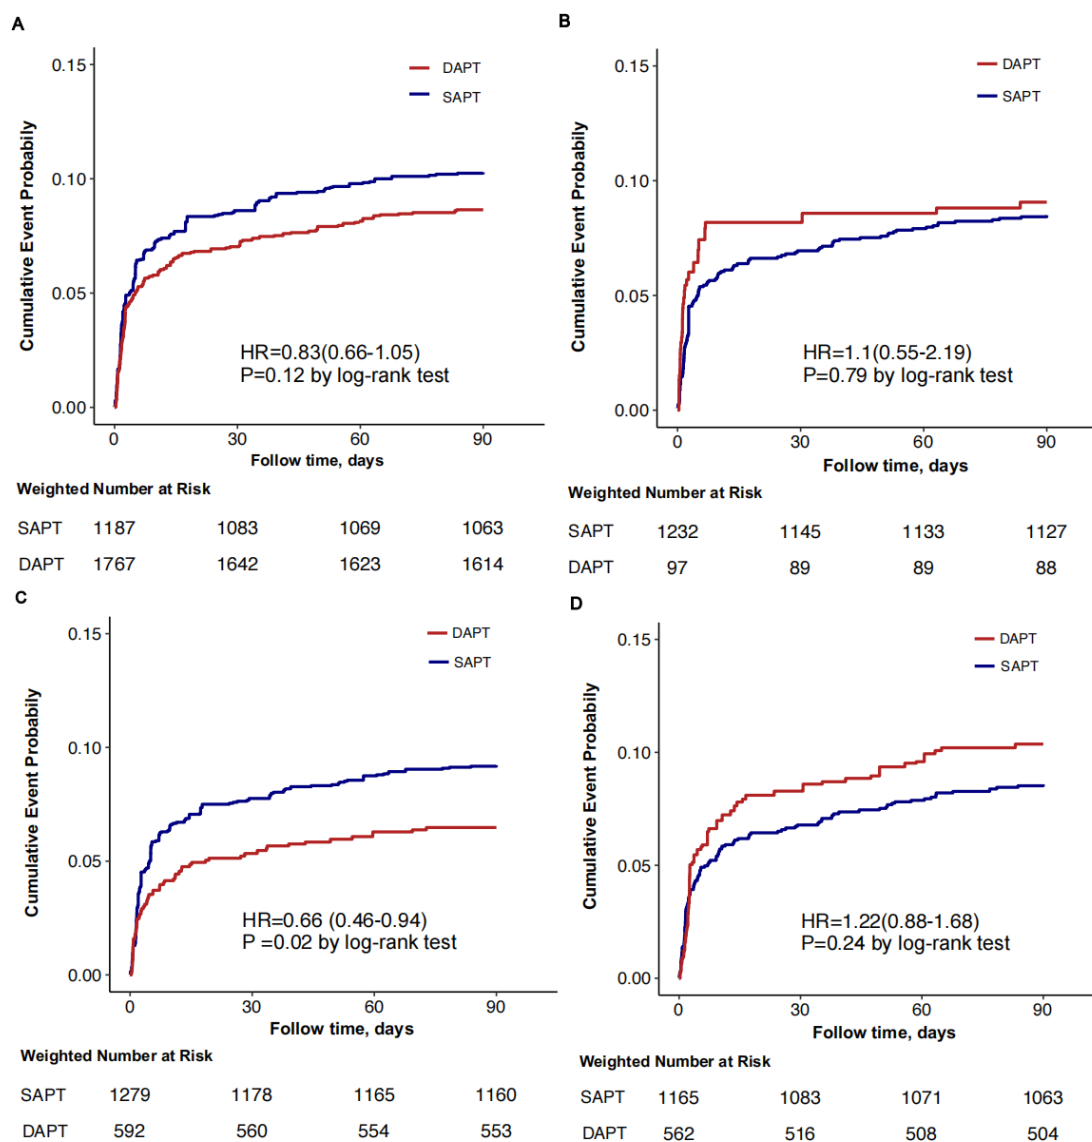 A
Cumulative Event Probabily
0.15
0.10
0.05
0.00
DAPT
SAPT
HR=0.83(0.66-1.05)
P=0.12 by log-rank test
0 30 60 90
Follow time, days
Weighted Number at Risk
SAPT 1187 1083 1069 1063
DAPT 1767 1642 1623 1614
B
Cumulative Event Probabily
0.15
0.10
0.05
0.00
DAPT
SAPT
HR=1.1(0.55-2.19)
P=0.79 by log-rank test
0 30 60 90
Follow time, days
Weighted Number at Risk
SAPT 1232 1145 1133 1127
DAPT 97 89 89 88
C
Cumulative Event Probabily
0.15
0.10
0.05
0.00
DAPT
SAPT
HR=0.66 (0.46-0.94)
P =0.02 by log-rank test
0 30 60 90
Follow time, days
Weighted Number at Risk
SAPT 1279 1178 1165 1160
DAPT 592 560 554 553
D
Cumulative Event Probabily
0.15
0.10
0.05
0.00
DAPT
SAPT
HR=1.22(0.88-1.68)
P=0.24 by log-rank test
0 30 60 90
Follow time, days
Weighted Number at Risk
SAPT 1165 1083 1071 1063
DAPT 562 516 508 504